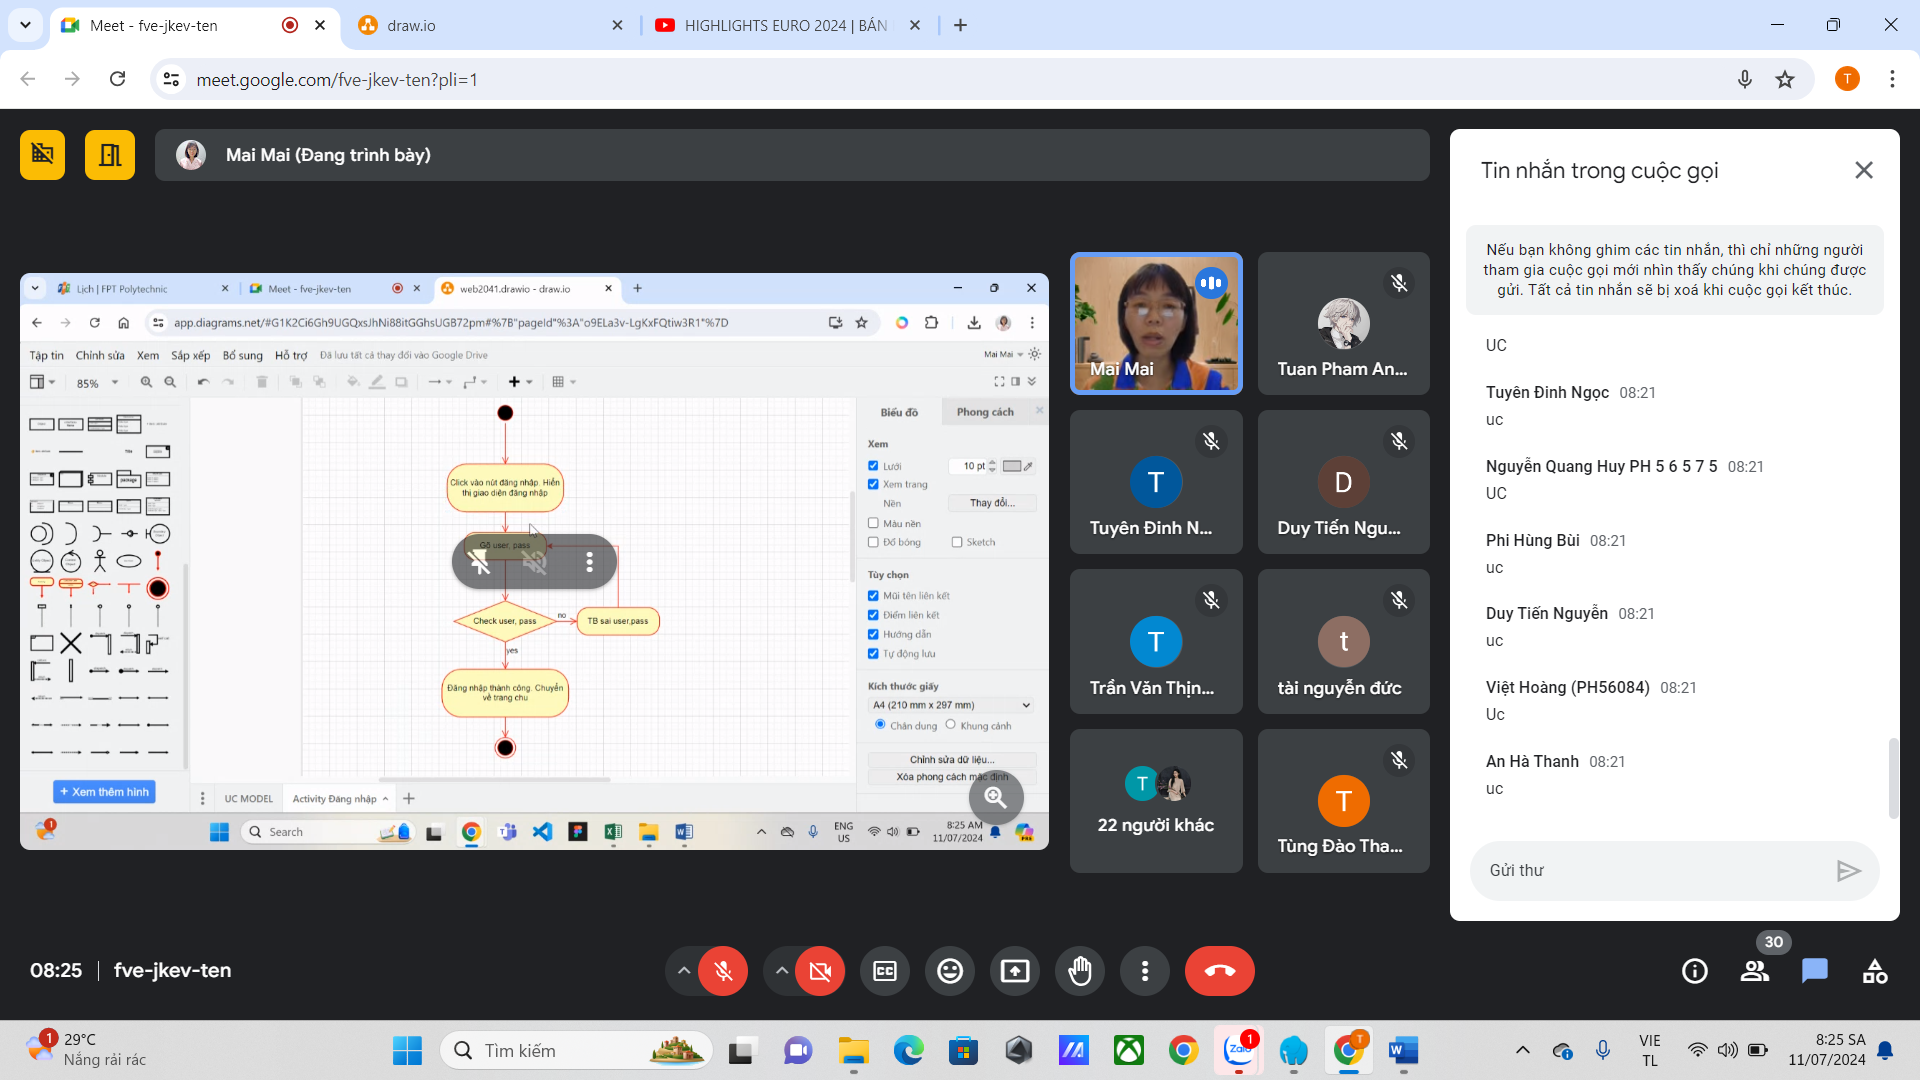 Meet - fve-jkev-ten
draw.io
HIGHLIGHTS EURO 2024 | BÁN
meet.google.com/fve-jkev-ten?pli=1
T
Mai Mai (Đang trình bày)
Lịch | FPT Polytechnic
Meet - fve-jkev-ten
web2041.drawio - draw.io
app.diagrams.net/#G1K2Ci6Gh9UGQxsJhNi88itGGhsUGB72pm#%7B"pageId"%3A"o9ELa3v-LgKxFQtiw3R1"%7D
Tập tin
Chỉnh sửa
Xem
Sắp xếp
Bổ sung
Hỗ trợ
Đã lưu tất cả thay đổi vào Google Drive
Mai Mai
85%
Click vào nút đăng nhập. Hiển
thị giao diện đăng nhập
Gõ user, pass
Check user, pass
no
TB sai user,pass
yes
Đăng nhập thành công. Chuyển
về trang chu
Biểu đồ
Phong cách
Xem
Lưới
10 pt
Xem trang
Nền
Thay đổi...
Màu nền
Đổ bóng
Sketch
Tùy chọn
Mũi tên liên kết
Điểm liên kết
Hướng dẫn
Tự động lưu
Kích thước giấy
A4 (210 mm x 297 mm)
Chân dung
Khung cảnh
Chỉnh sửa dữ liệu...
Xóa phong cách mặc định
+ Xem thêm hình
UC MODEL
Activity Đăng nhập
1
Search
ENG
US
8:25 AM
11/07/2024
Mai Mai
Tuan Pham An...
T
Tuyên Đinh N...
D
Duy Tiến Ngu...
T
Trần Văn Thịn...
t
tài nguyễn đức
T
22 người khác
T
Tùng Đào Tha...
Tin nhắn trong cuộc gọi
Nếu bạn không ghim các tin nhắn, thì chỉ những người
tham gia cuộc gọi mới nhìn thấy chúng khi chúng được
gửi. Tất cả tin nhắn sẽ bị xoá khi cuộc gọi kết thúc.
UC
Tuyên Đinh Ngọc 08:21
uc
Nguyễn Quang Huy PH 5 6 5 7 5 08:21
UC
Phi Hùng Bùi 08:21
uc
Duy Tiến Nguyễn 08:21
uc
Việt Hoàng (PH56084) 08:21
Uc
An Hà Thanh 08:21
uc
Gửi thư
08:25 | fve-jkev-ten
30
1
29°C
Nắng rải rác
Tìm kiếm
Zalo
1
T
VIE
TL
8:25 SA
11/07/2024